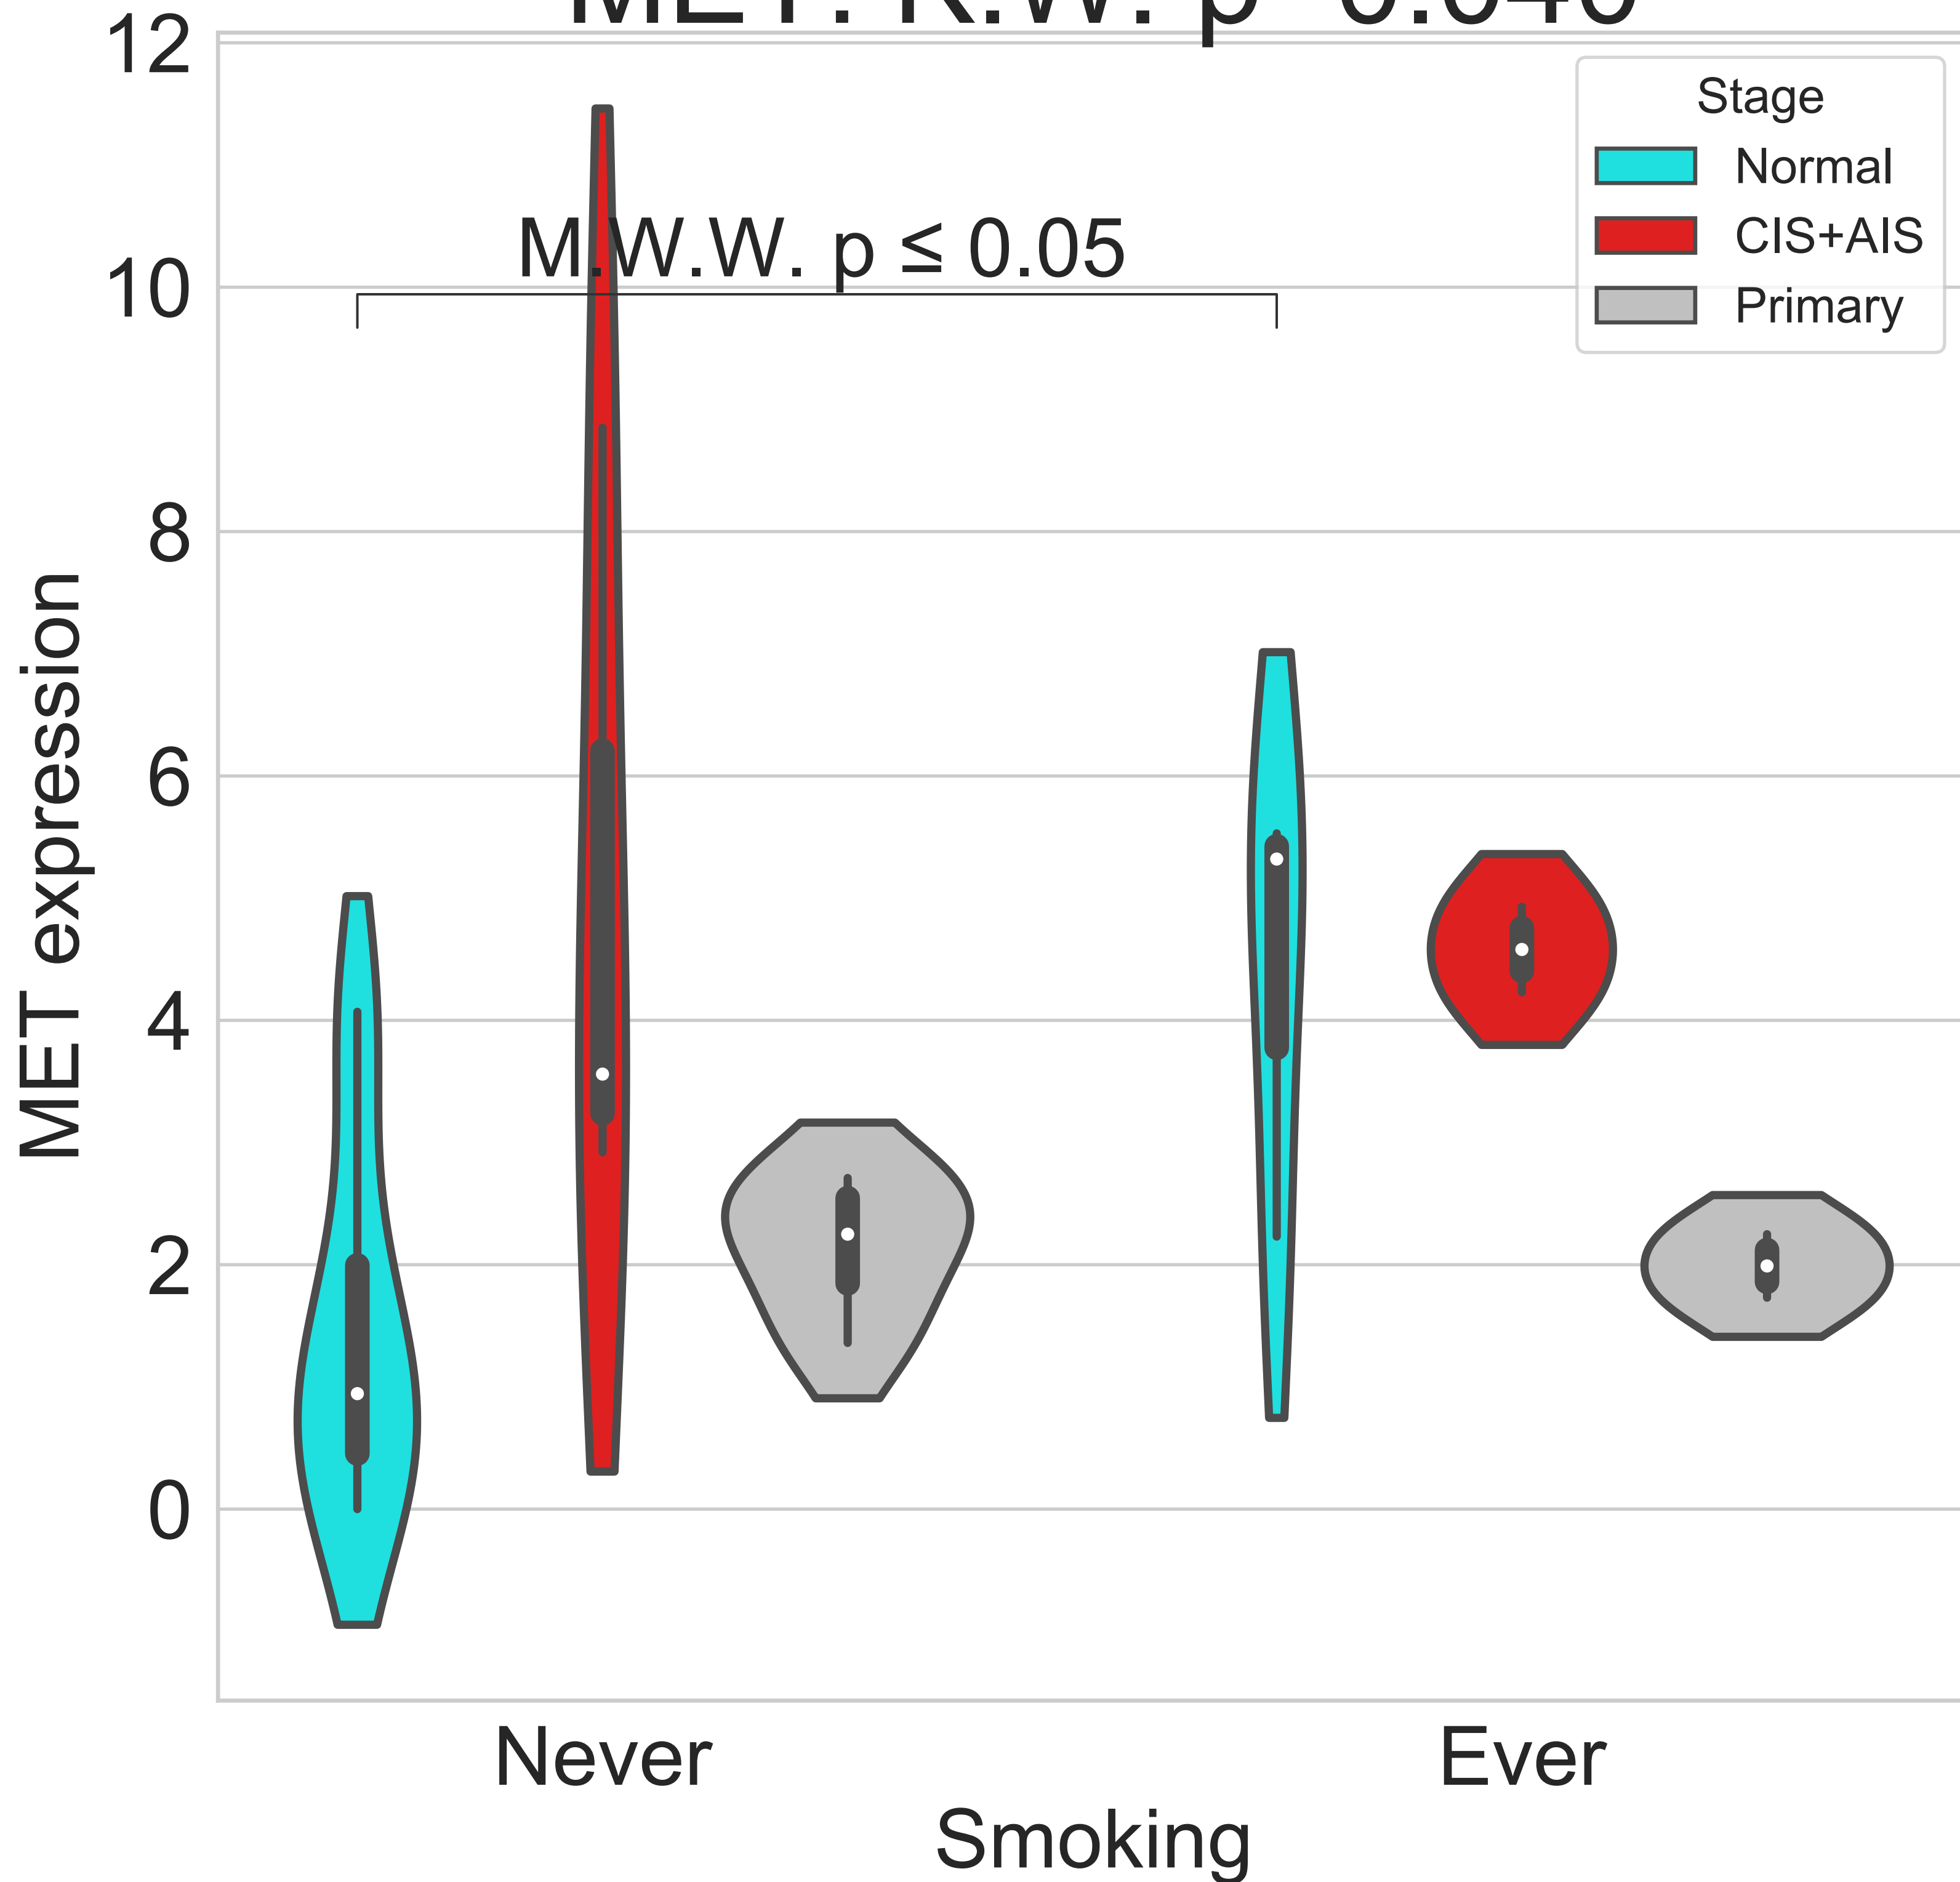 12
10
8
6
4
2
0
MET expression
M.W.W. p ≤ 0.05
Stage
Normal
CIS+AIS
Primary
Never
Ever
Smoking